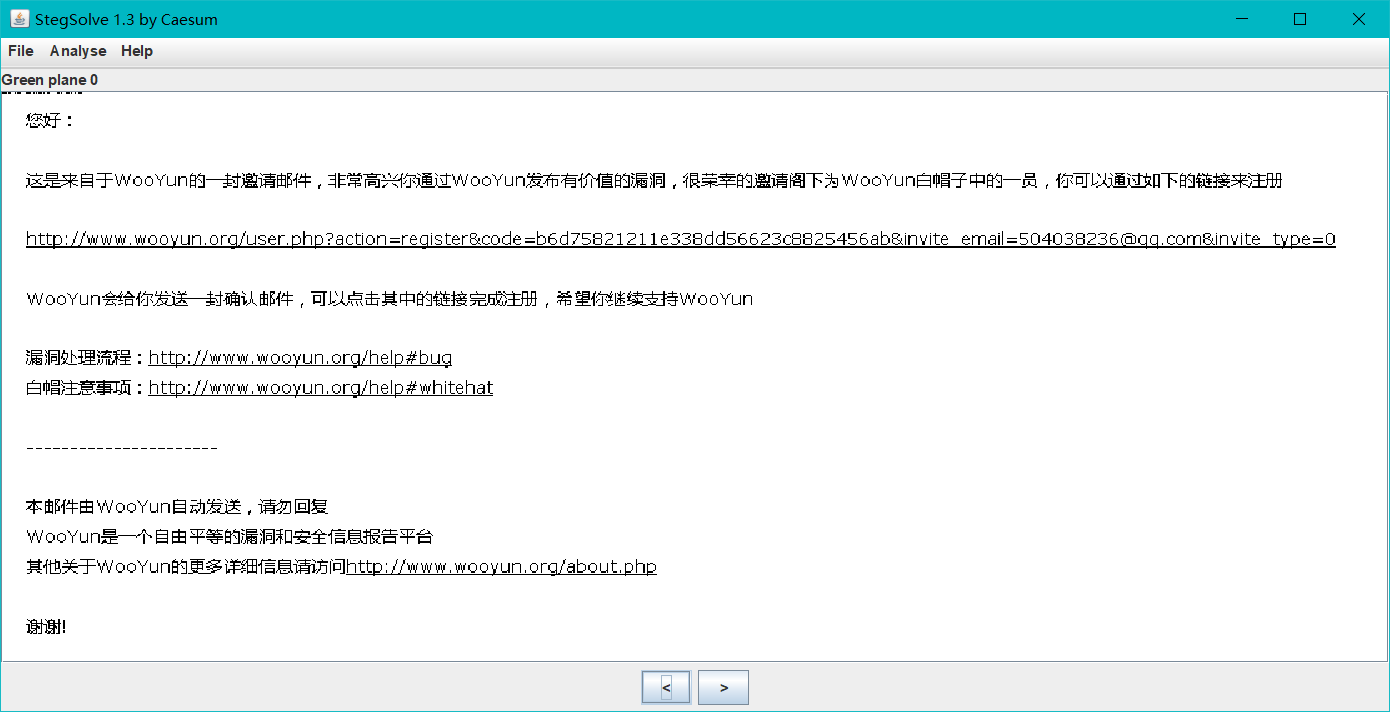 StegSolve 1.3 by Caesum
File Analyse Help
Green plane 0
您好：
这是来自于WooYun的一封邀请邮件，非常高兴你通过WooYun发布有价值的漏洞，很荣幸的邀请阁下为WooYun白帽子中的一员，你可以通过如下的链接来注册
http://www.wooyun.org/user.php?action=register&code=b6d75821211e338dd56623c8825456ab&invite_email=504038236@qq.com&invite_type=0
WooYun会给你发送一封确认邮件，可以点击其中的链接完成注册，希望你继续支持WooYun
漏洞处理流程：http://www.wooyun.org/help#bug
白帽注意事项：http://www.wooyun.org/help#whitehat
----------------------
本邮件由WooYun自动发送，请勿回复
WooYun是一个自由平等的漏洞和安全信息报告平台
其他关于WooYun的更多详细信息请访问http://www.wooyun.org/about.php
谢谢!
< >